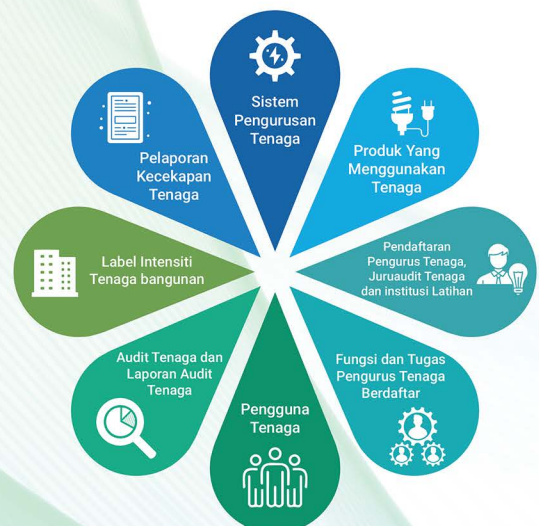 Sistem
Pengurusan
Tenaga
Produk Yang
Menggunakan
Tenaga
Pendaftaran
Pengurus Tenaga,
Juruaudit Tenaga
dan institusi Latihan
Fungsi dan Tugas
Pengurus Tenaga
Berdaftar
Pengguna
Tenaga
Audit Tenaga dan
Laporan Audit
Tenaga
Label Intensiti
Tenaga bangunan
Pelaporan
Kecekapan
Tenaga